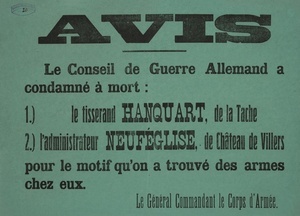 AVIS
Le Conseil de Guerre Allemand a
condamné à mort :
1.) le tisserand HANQUART, de la Tache
2.) l'administrateur NEUFÉGLISE, de Château de Villers
pour le motif qu'on a trouvé des armes
chez eux.
Le Général Commandant le Corps d'Armée.